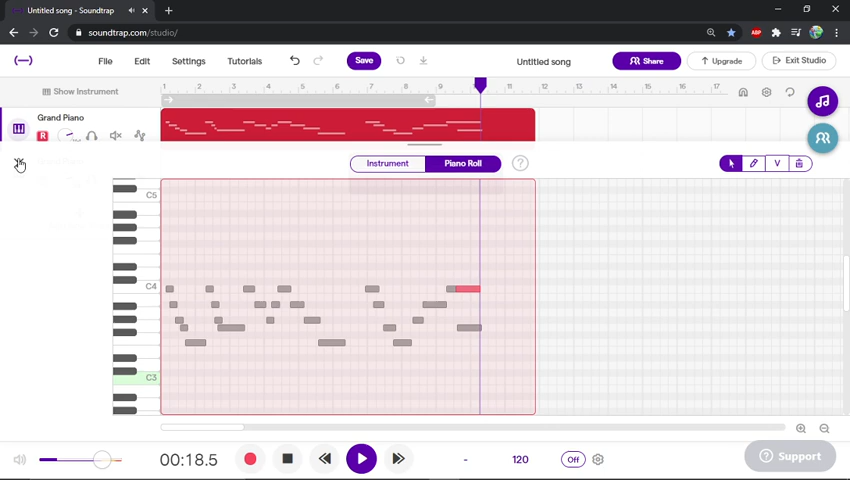 Untitled song - Soundtrap
soundtrap.com/studio/
ABP
File Edit Settings Tutorials Save Untitled song Share Upgrade Exit Studio
Show Instrument
1 2 3 4 5 6 7 8 9 11 12 13 14 15 16 17
Grand Piano
R
Instrument Piano Roll ? V
C5
C4
C3
00:18.5 - 120 Off
? Support